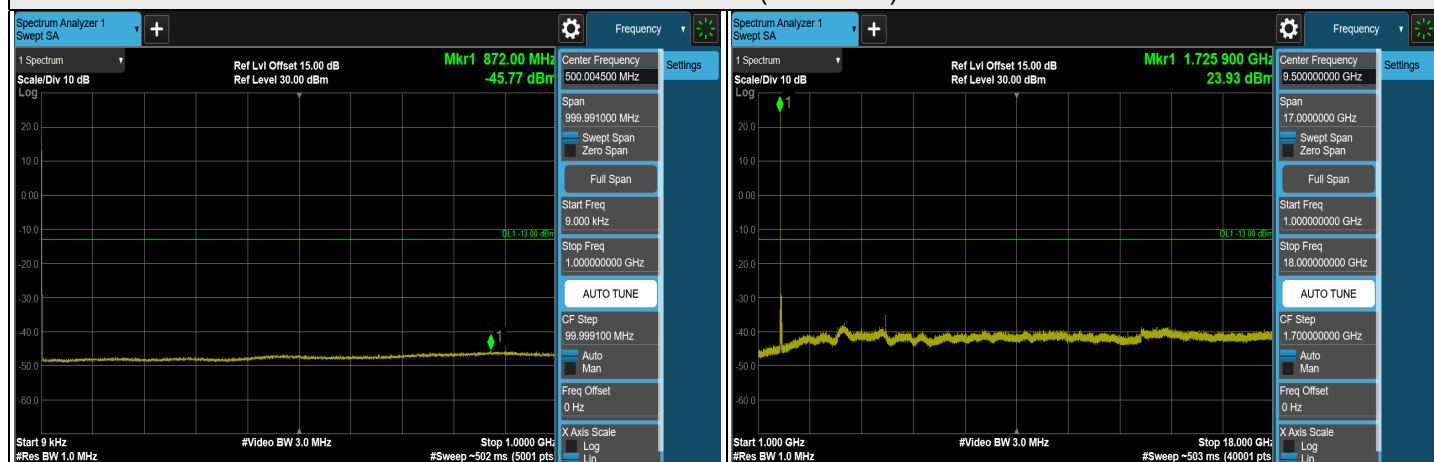 Spectrum Analyzer 1
Swept SA
+
Frequency
1 Spectrum
Scale/Div 10 dB
Log
Ref Lvl Offset 15.00 dB
Ref Level 30.00 dBm
Mkr1 872.00 MHz
-45.77 dBm
1
20.0
10.0
0.00
-10.0
-20.0
-30.0
-40.0
-50.0
-60.0
DL1 -13.00 dBm
Start 9 kHz
#Res BW 1.0 MHz
#Video BW 3.0 MHz
Stop 1.0000 GHz
#Sweep ~502 ms (5001 pts
Center Frequency
500.004500 MHz
Span
999.991000 MHz
Swept Span
Zero Span
Full Span
Start Freq
9.000 kHz
Stop Freq
1.000000000 GHz
AUTO TUNE
CF Step
99.999100 MHz
Auto
Man
Freq Offset
0 Hz
X Axis Scale
Log
Lin
Settings
Spectrum Analyzer 1
Swept SA
+
Frequency
1 Spectrum
Scale/Div 10 dB
Log
Ref Lvl Offset 15.00 dB
Ref Level 30.00 dBm
Mkr1 1.725 900 GHz
23.93 dBm
1
20.0
10.0
0.00
-10.0
-20.0
-30.0
-40.0
-50.0
-60.0
DL1 -13.00 dBm
Start 1.000 GHz
#Res BW 1.0 MHz
#Video BW 3.0 MHz
Stop 18.000 GHz
#Sweep ~503 ms (40001 pts
Center Frequency
9.500000000 GHz
Span
17.0000000 GHz
Swept Span
Zero Span
Full Span
Start Freq
1.000000000 GHz
Stop Freq
18.000000000 GHz
AUTO TUNE
CF Step
1.700000000 GHz
Auto
Man
Freq Offset
0 Hz
X Axis Scale
Log
Lin
Settings